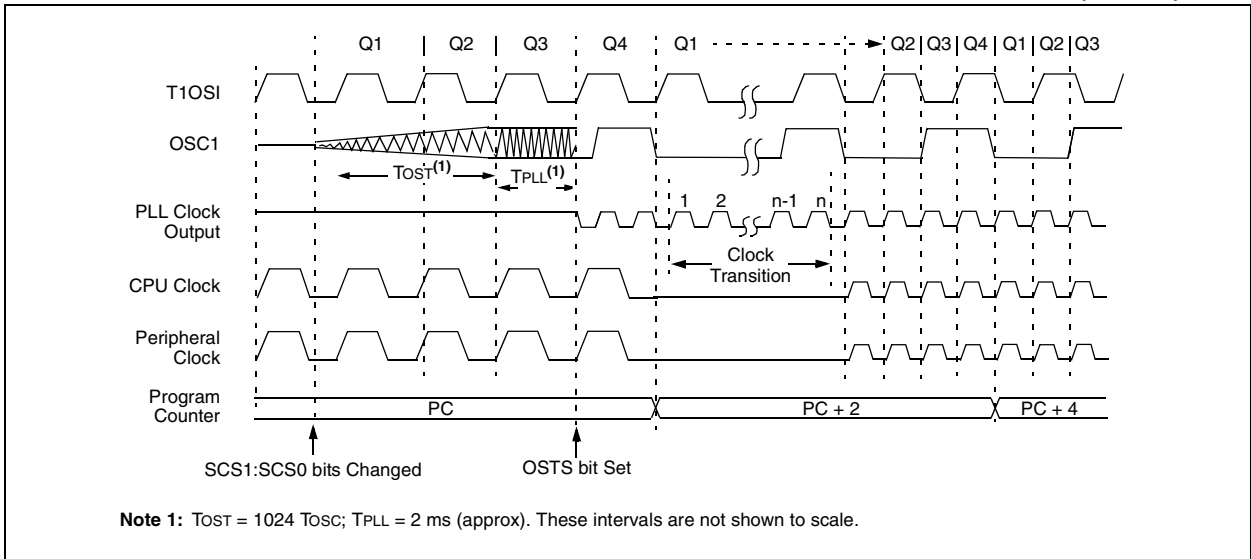 Q1 Q2 Q3 Q4 Q1 Q2 Q3 Q4 Q1 Q2 Q3
T1OSI
OSC1
TOST(1)
TPLL(1)
PLL Clock
Output
1 2 n-1 n
Clock
Transition
CPU Clock
Peripheral
Clock
Program
Counter
PC PC + 2 PC + 4
SCS1:SCS0 bits Changed
OSTS bit Set
Note 1: TOST = 1024 TOSC; TPLL = 2 ms (approx). These intervals are not shown to scale.